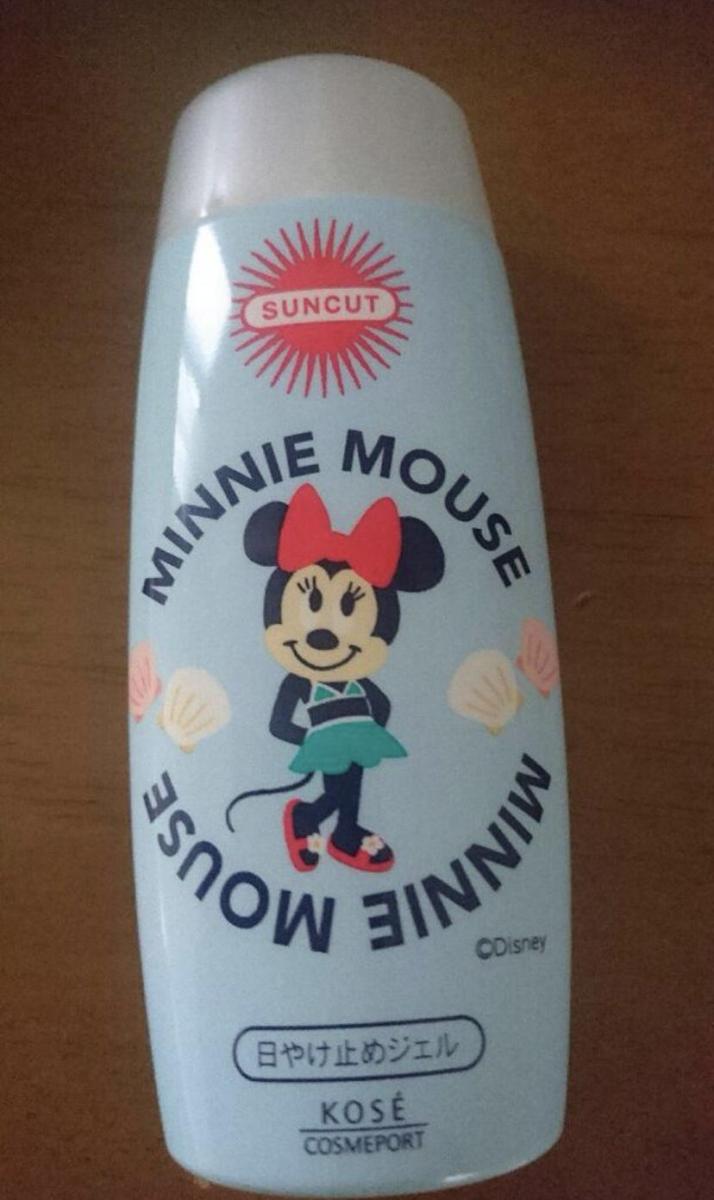 SUNCUT
MINNIE MOUSE
MINNIE MOUSE
©Disney
日やけ止めジェル
KOSÉ
COSMEPORT